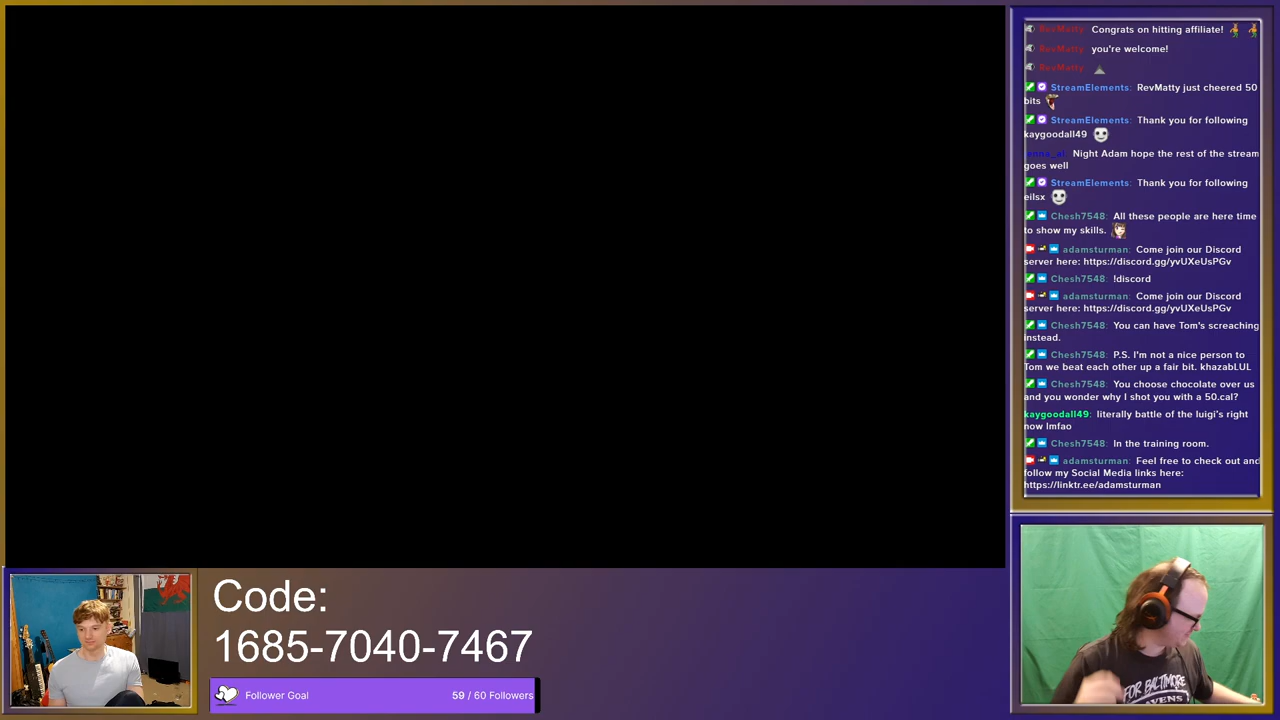 RevMatty Congrats on hitting affiliate!
RevMatty you're welcome!
RevMatty
StreamElements: RevMatty just cheered 50
bits
StreamElements: Thank you for following
kaygoodall49
Night Adam hope the rest of the stream
goes well
StreamElements: Thank you for following
eilsx
Chesh7548: All these people are here time
to show my skills.
adamsturman: Come join our Discord
server here: https://discord.gg/yvUXeUsPGv
Chesh7548: !discord
adamsturman: Come join our Discord
server here: https://discord.gg/yvUXeUsPGv
Chesh7548: You can have Tom's screaching
instead.
Chesh7548: P.S. I'm not a nice person to
Tom we beat each other up a fair bit. khazabLUL
Chesh7548: You choose chocolate over us
and you wonder why I shot you with a 50.cal?
kaygoodall49: literally battle of the luigi's right
now lmfao
Chesh7548: In the training room.
adamsturman: Feel free to check out and
follow my Social Media links here:
https://linktr.ee/adamsturman
Code:
1685-7040-7467
Follower Goal 59 / 60 Followers
FOR BALTIMORE